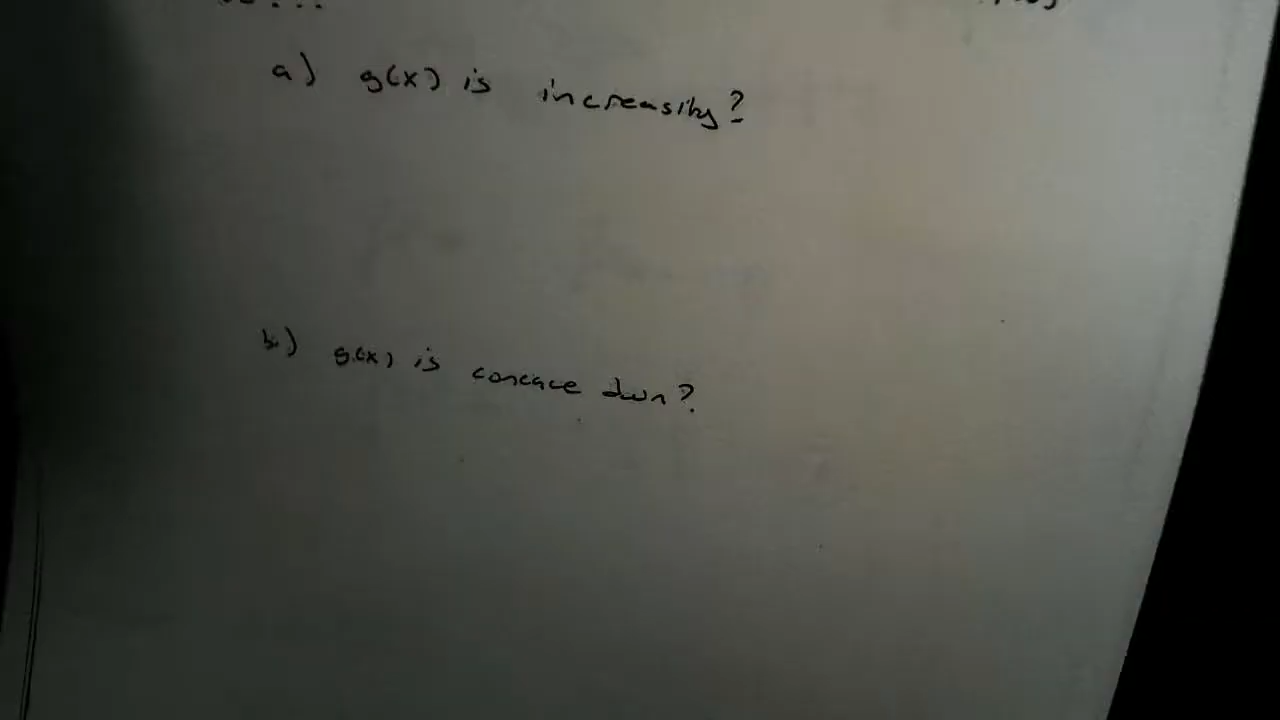 a) g(x) is increasing?
b.) g(x) is concave down?